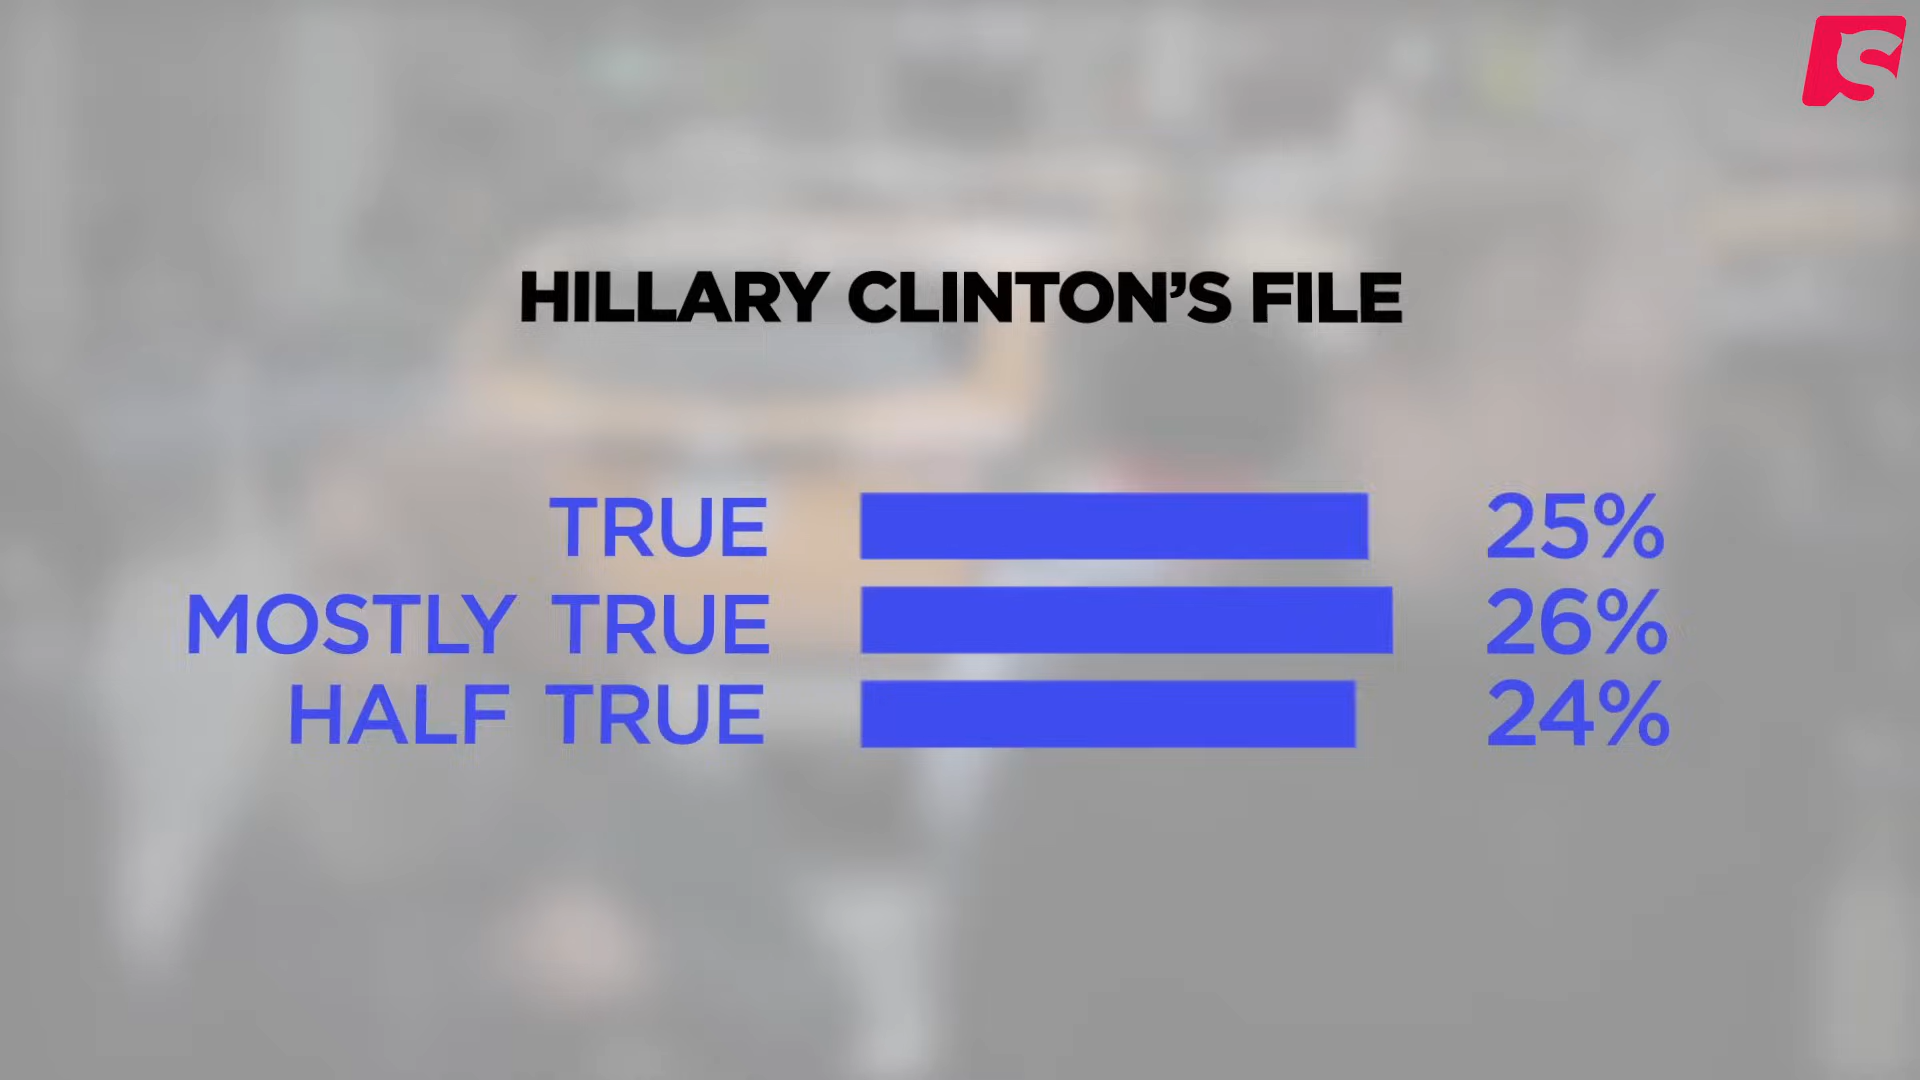 HILLARY CLINTON'S FILE
TRUE 25%
MOSTLY TRUE 26%
HALF TRUE 24%